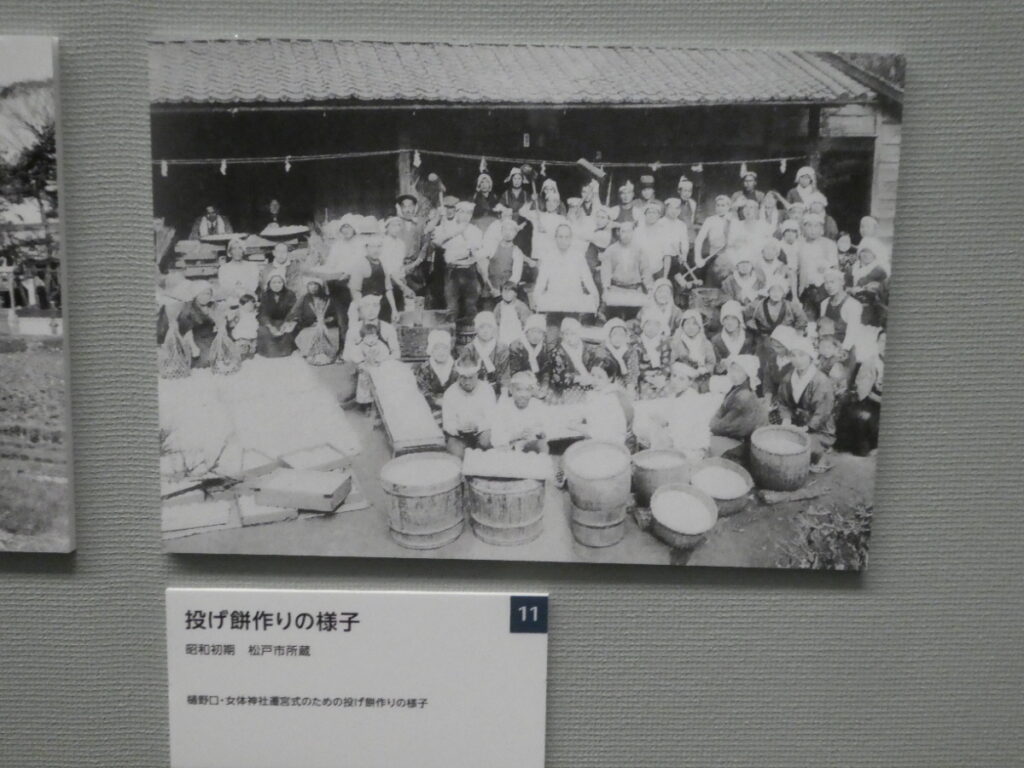 投げ餅作りの様子
11
昭和初期 松戸市所蔵
樋野口・女体神社遷宮式のための投げ餅作りの様子